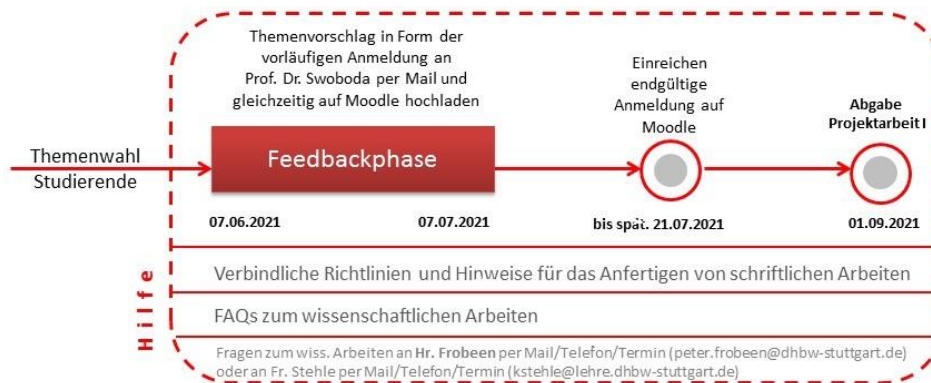 Themenvorschlag in Form der
vorläufigen Anmeldung an
Prof. Dr. Swoboda per Mail und
gleichzeitig auf Moodle hochladen
Einreichen
endgültige
Anmeldung auf
Moodle
Abgabe
Projektarbeit I
Themenwahl
Studierende
Feedbackphase
07.06.2021
07.07.2021
bis spät. 21.07.2021
01.09.2021
Hilfe
Verbindliche Richtlinien und Hinweise für das Anfertigen von schriftlichen Arbeiten
FAQs zum wissenschaftlichen Arbeiten
Fragen zum wiss. Arbeiten an Hr. Frobeen per Mail/Telefon/Termin (peter.frobeen@dhbw-stuttgart.de)
oder an Fr. Stehle per Mail/Telefon/Termin (kstehle@lehre.dhbw-stuttgart.de)